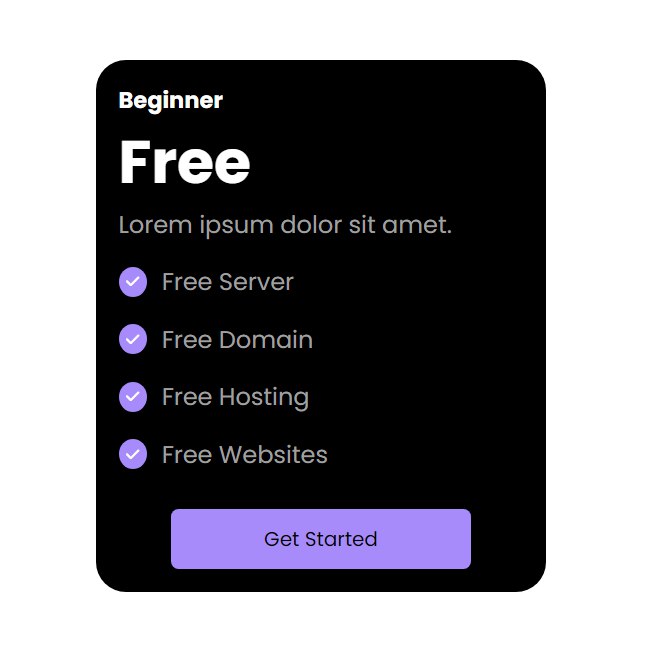 Beginner
Free
Lorem ipsum dolor sit amet.
Free Server
Free Domain
Free Hosting
Free Websites
Get Started